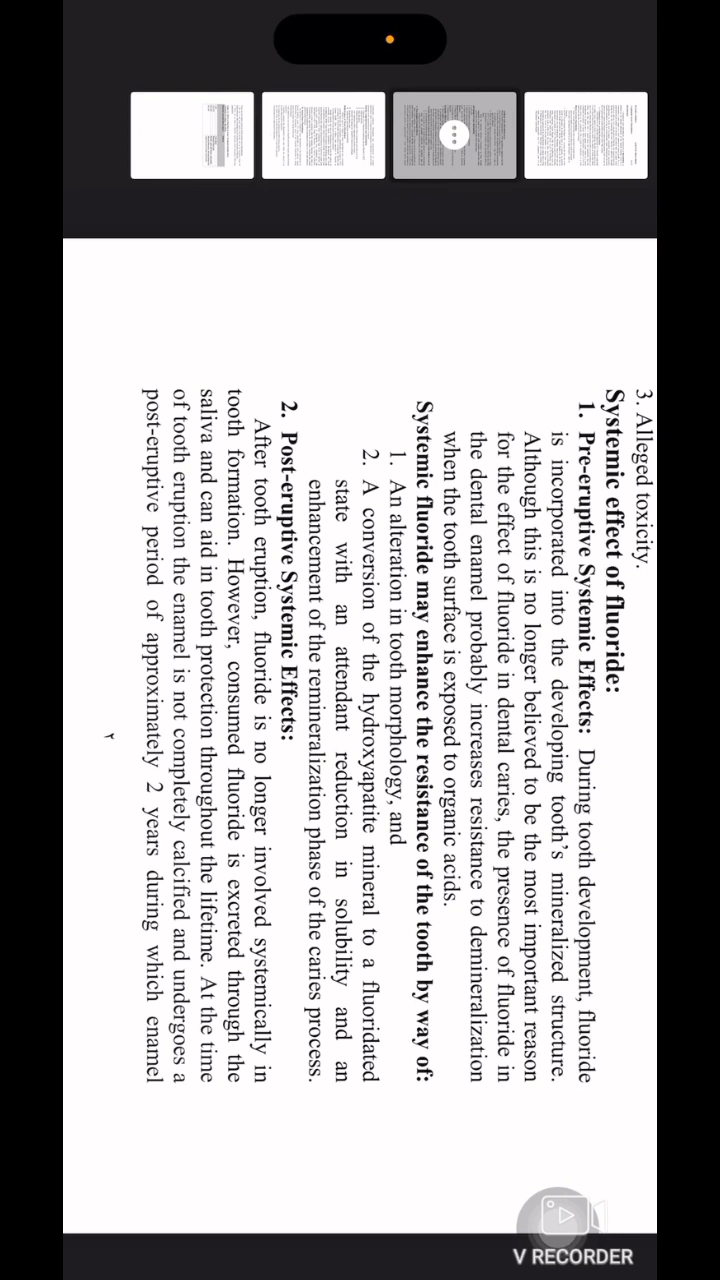 3. Alleged toxicity.
Systemic effect of fluoride:
1. Pre-eruptive Systemic Effects: During tooth development, fluoride
is incorporated into the developing tooth's mineralized structure.
Although this is no longer believed to be the most important reason
for the effect of fluoride in dental caries, the presence of fluoride in
the dental enamel probably increases resistance to demineralization
when the tooth surface is exposed to organic acids.
Systemic fluoride may enhance the resistance of the tooth by way of:
1. An alteration in tooth morphology, and
2. A conversion of the hydroxyapatite mineral to a fluoridated
state with an attendant reduction in solubility and an
enhancement of the remineralization phase of the caries process.
2. Post-eruptive Systemic Effects:
After tooth eruption, fluoride is no longer involved systemically in
tooth formation. However, consumed fluoride is excreted through the
saliva and can aid in tooth protection throughout the lifetime. At the time
of tooth eruption the enamel is not completely calcified and undergoes a
post-eruptive period of approximately 2 years during which enamel
٢
V RECORDER